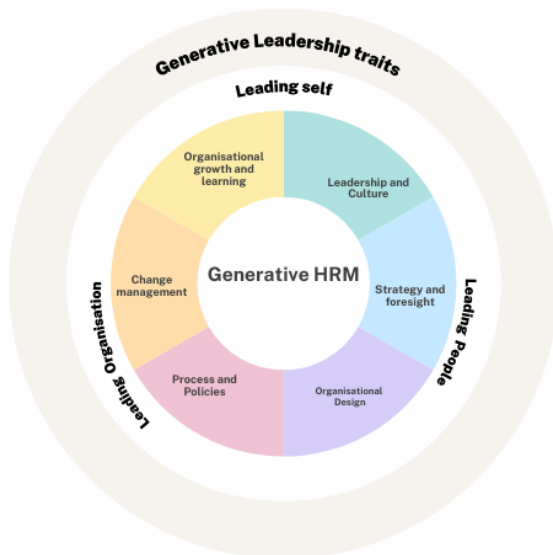 Generative Leadership traits
Leading self
Organisational
growth and
learning
Leadership and
Culture
Generative HRM
Change
management
Strategy and
foresight
Leading Organisation
Leading People
Process and
Policies
Organisational
Design